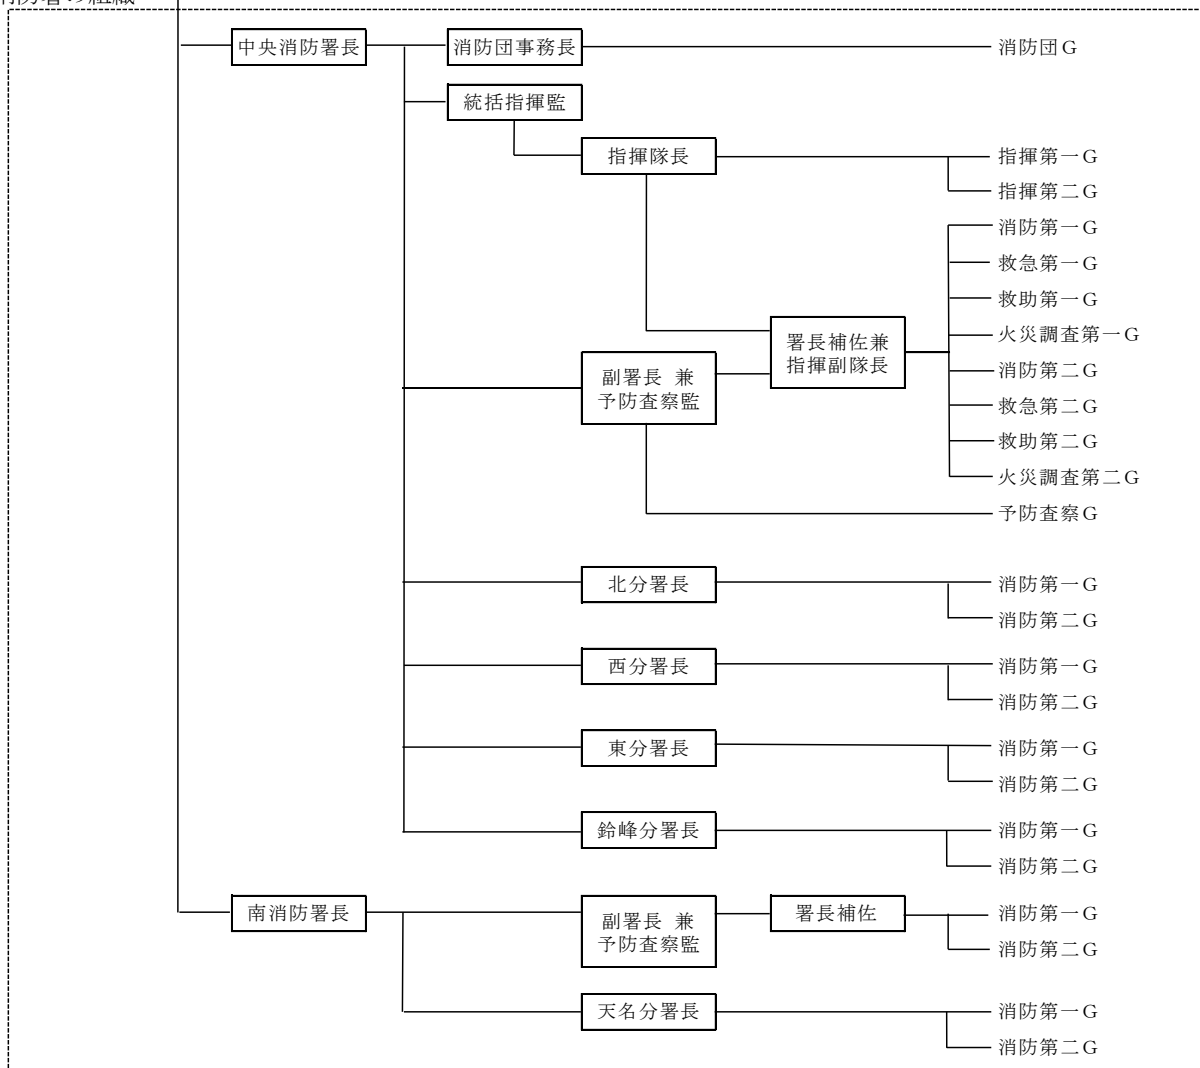 消防署の組織
中央消防署長
消防団事務長
消防団G
統括指揮監
指揮隊長
指揮第一G
指揮第二G
消防第一G
救急第一G
救助第一G
火災調査第一G
署長補佐兼
指揮副隊長
消防第二G
副署長 兼
予防査察監
救急第二G
救助第二G
火災調査第二G
予防査察G
北分署長
消防第一G
消防第二G
西分署長
消防第一G
消防第二G
東分署長
消防第一G
消防第二G
鈴峰分署長
消防第一G
消防第二G
南消防署長
副署長 兼
予防査察監
署長補佐
消防第一G
消防第二G
天名分署長
消防第一G
消防第二G